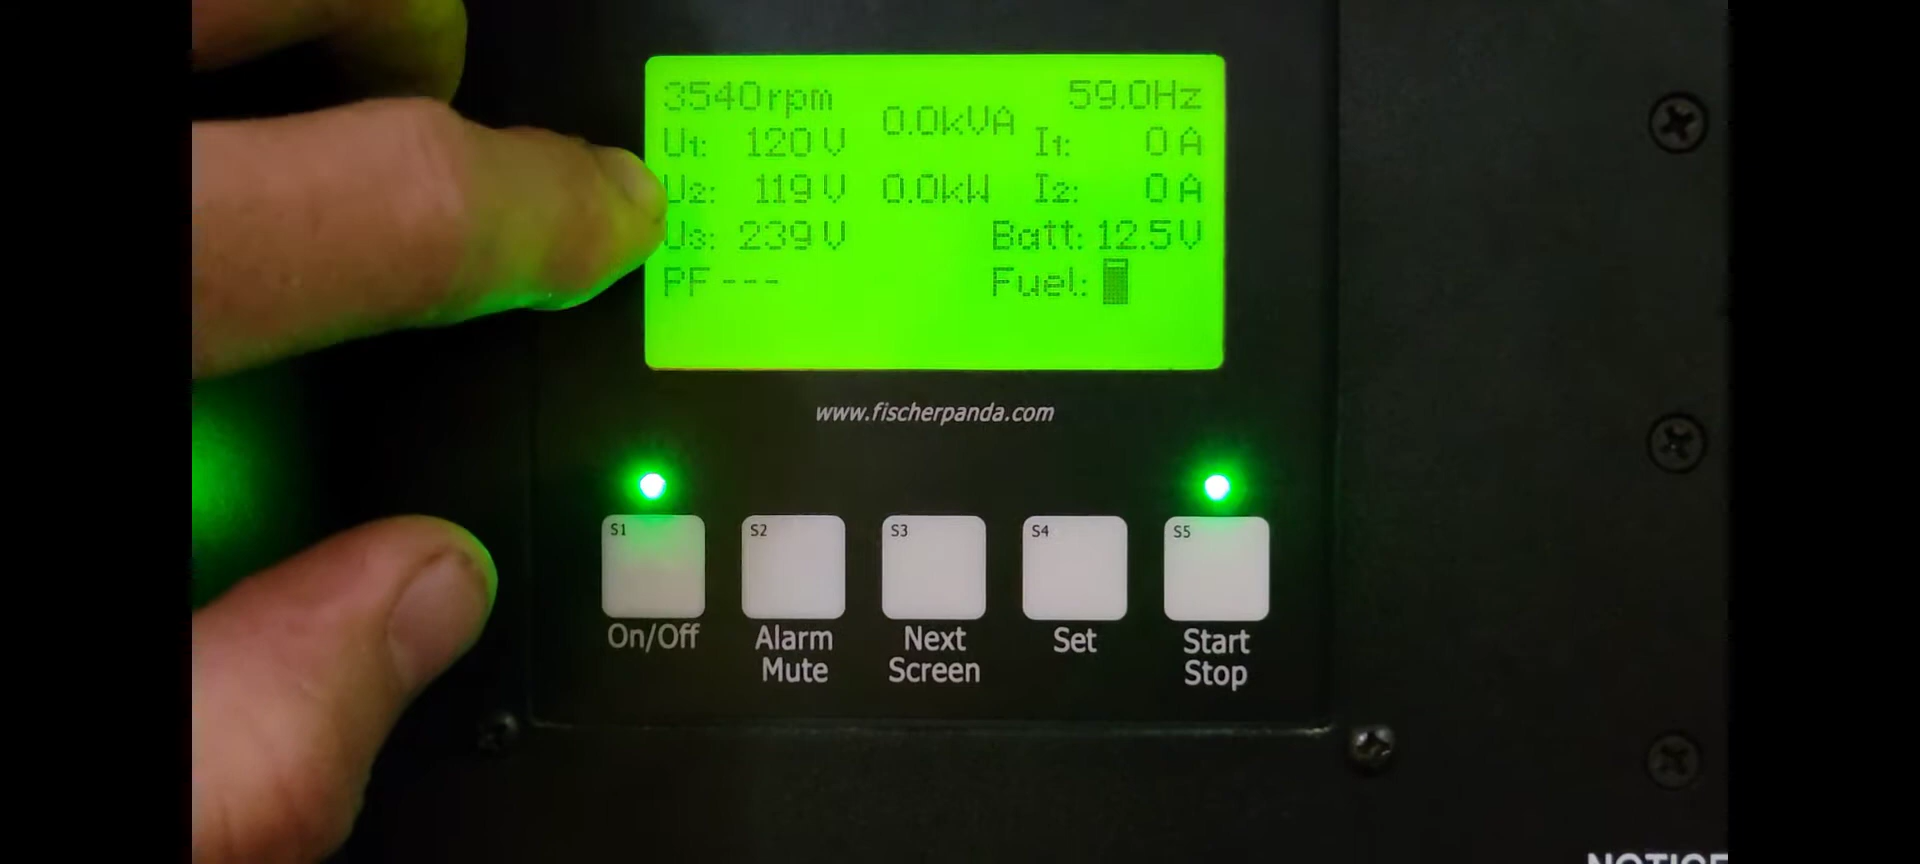 3540rpm 59.0Hz
0.0kVA
U1: 120 V I1: 0 A
U2: 119 V 0.0kW I2: 0 A
Us: 239 V Batt: 12.5V
PF --- Fuel:
www.fischerpanda.com
S1 S2 S3 S4 S5
On/Off Alarm Mute Next Screen Set Start Stop
NOTICE